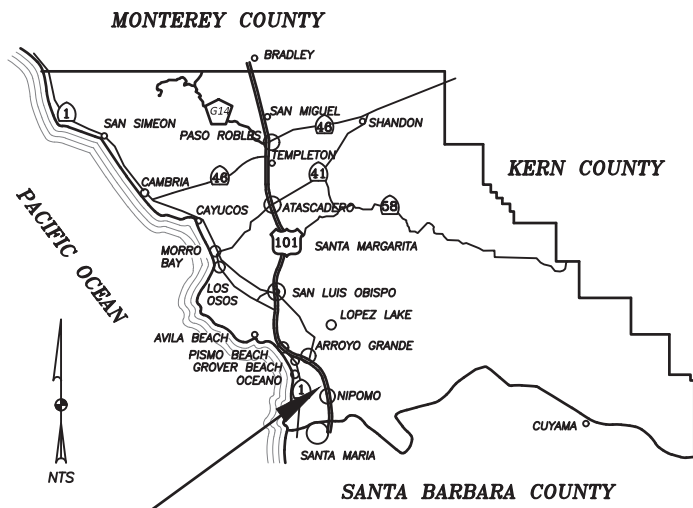 MONTEREY COUNTY
BRADLEY
1
G14
SAN MIGUEL
SAN SIMEON
PASO ROBLES
46
SHANDON
TEMPLETON
KERN COUNTY
46
41
CAMBRIA
CAYUCOS
ATASCADERO
58
PACIFIC OCEAN
101
SANTA MARGARITA
MORRO
BAY
LOS
OSOS
SAN LUIS OBISPO
LOPEZ LAKE
AVILA BEACH
PISMO BEACH
ARROYO GRANDE
GROVER BEACH
OCEANO
1
NIPOMO
CUYAMA
SANTA MARIA
NTS
SANTA BARBARA COUNTY